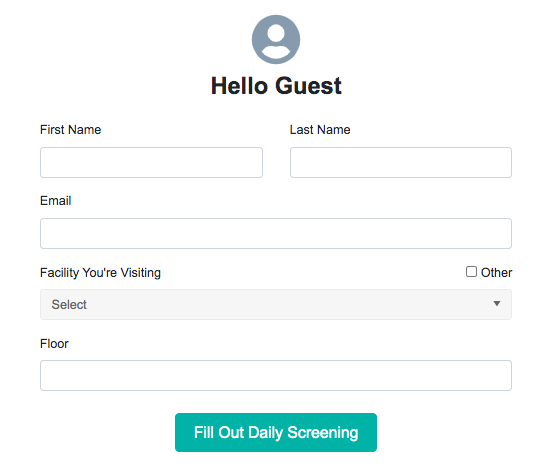 Hello Guest
First Name Last Name
Email
Facility You're Visiting Other
Select
Floor
Fill Out Daily Screening